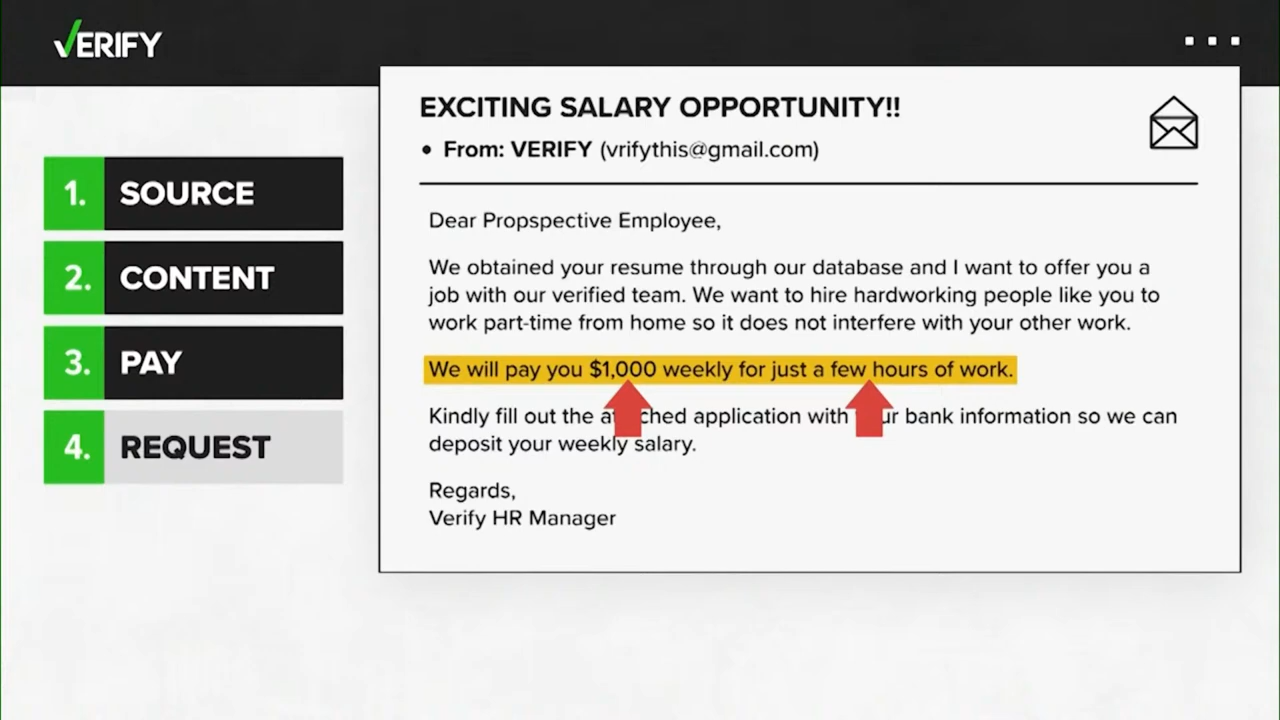 VERIFY
EXCITING SALARY OPPORTUNITY!!
• From: VERIFY (vrifythis@gmail.com)
1. SOURCE
2. CONTENT
3. PAY
4. REQUEST
Dear Propspective Employee,
We obtained your resume through our database and I want to offer you a
job with our verified team. We want to hire hardworking people like you to
work part-time from home so it does not interfere with your other work.
We will pay you $1,000 weekly for just a few hours of work.
Kindly fill out the attached application with your bank information so we can
deposit your weekly salary.
Regards,
Verify HR Manager